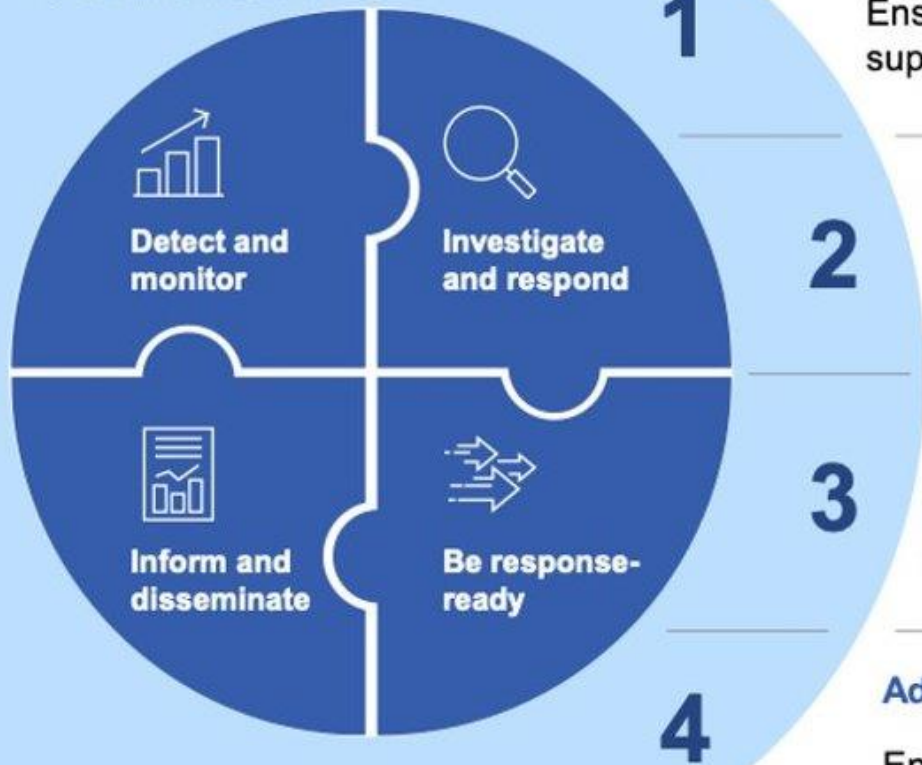 1
Detect and
monitor
Investigate
and respond
2
Inform and
disseminate
Be response-
ready
3
4